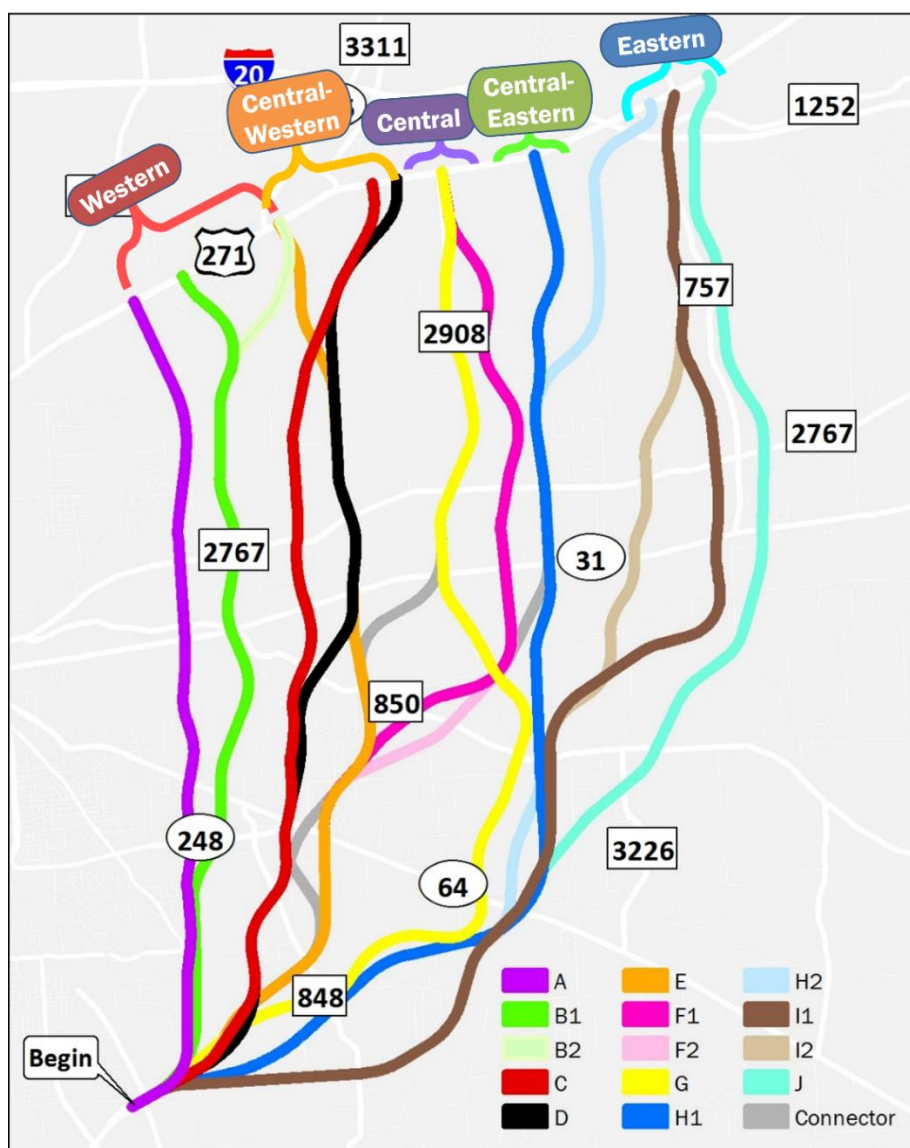 3311
Eastern
20
Central-
Western
Central
Central-
Eastern
1252
Western
271
757
2908
2767
2767
31
850
248
3226
64
848
Begin
A
E
H2
B1
F1
I1
B2
F2
I2
C
G
J
D
H1
Connector